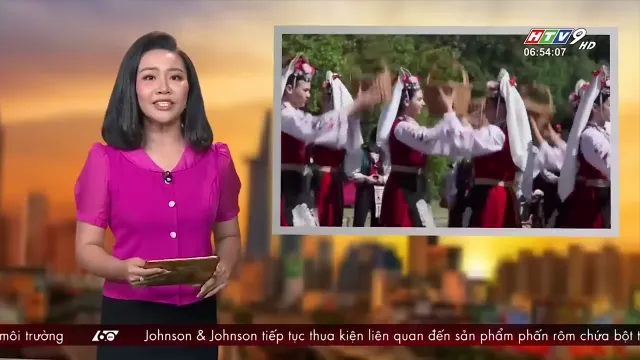 HTV9 HD
06:54:07
môi trường 60 Johnson & Johnson tiếp tục thua kiện liên quan đến sản phẩm phấn rôm chứa bột t